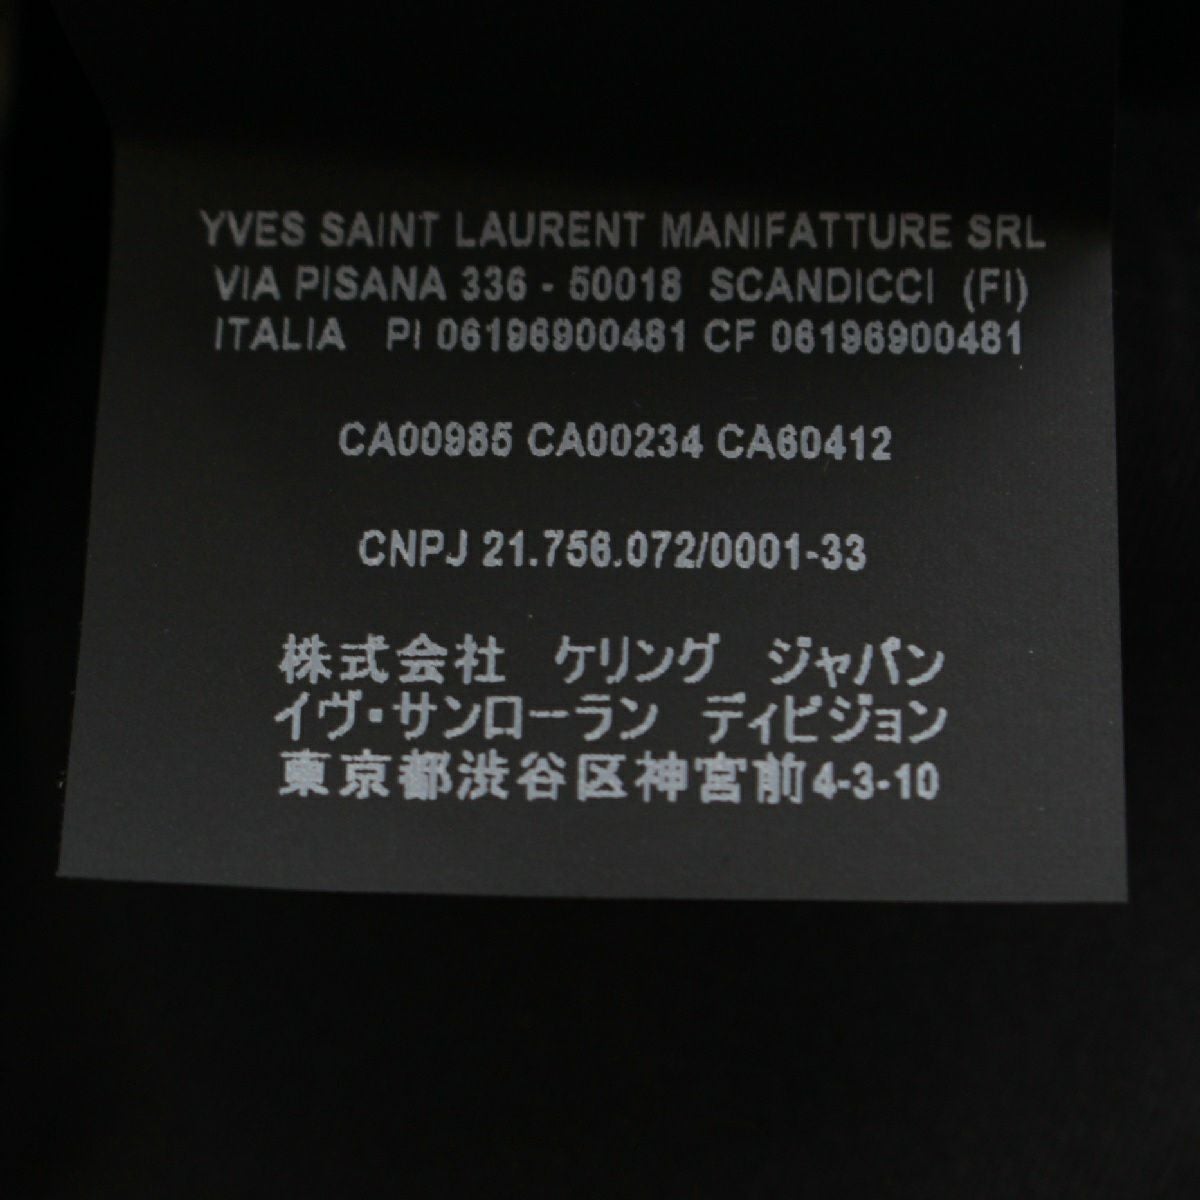 YVES SAINT LAURENT MANIFATTURE SRL
VIA PISANA 336 - 50018 SCANDICCI (FI)
ITALIA PI 06196900481 CF 06196900481
CA00985 CA00234 CA60412
CNPJ 21.756.072/0001-33
株式会社 ケリング ジャパン
イヴ・サンローラン ディビジョン
東京都渋谷区神宮前4-3-10